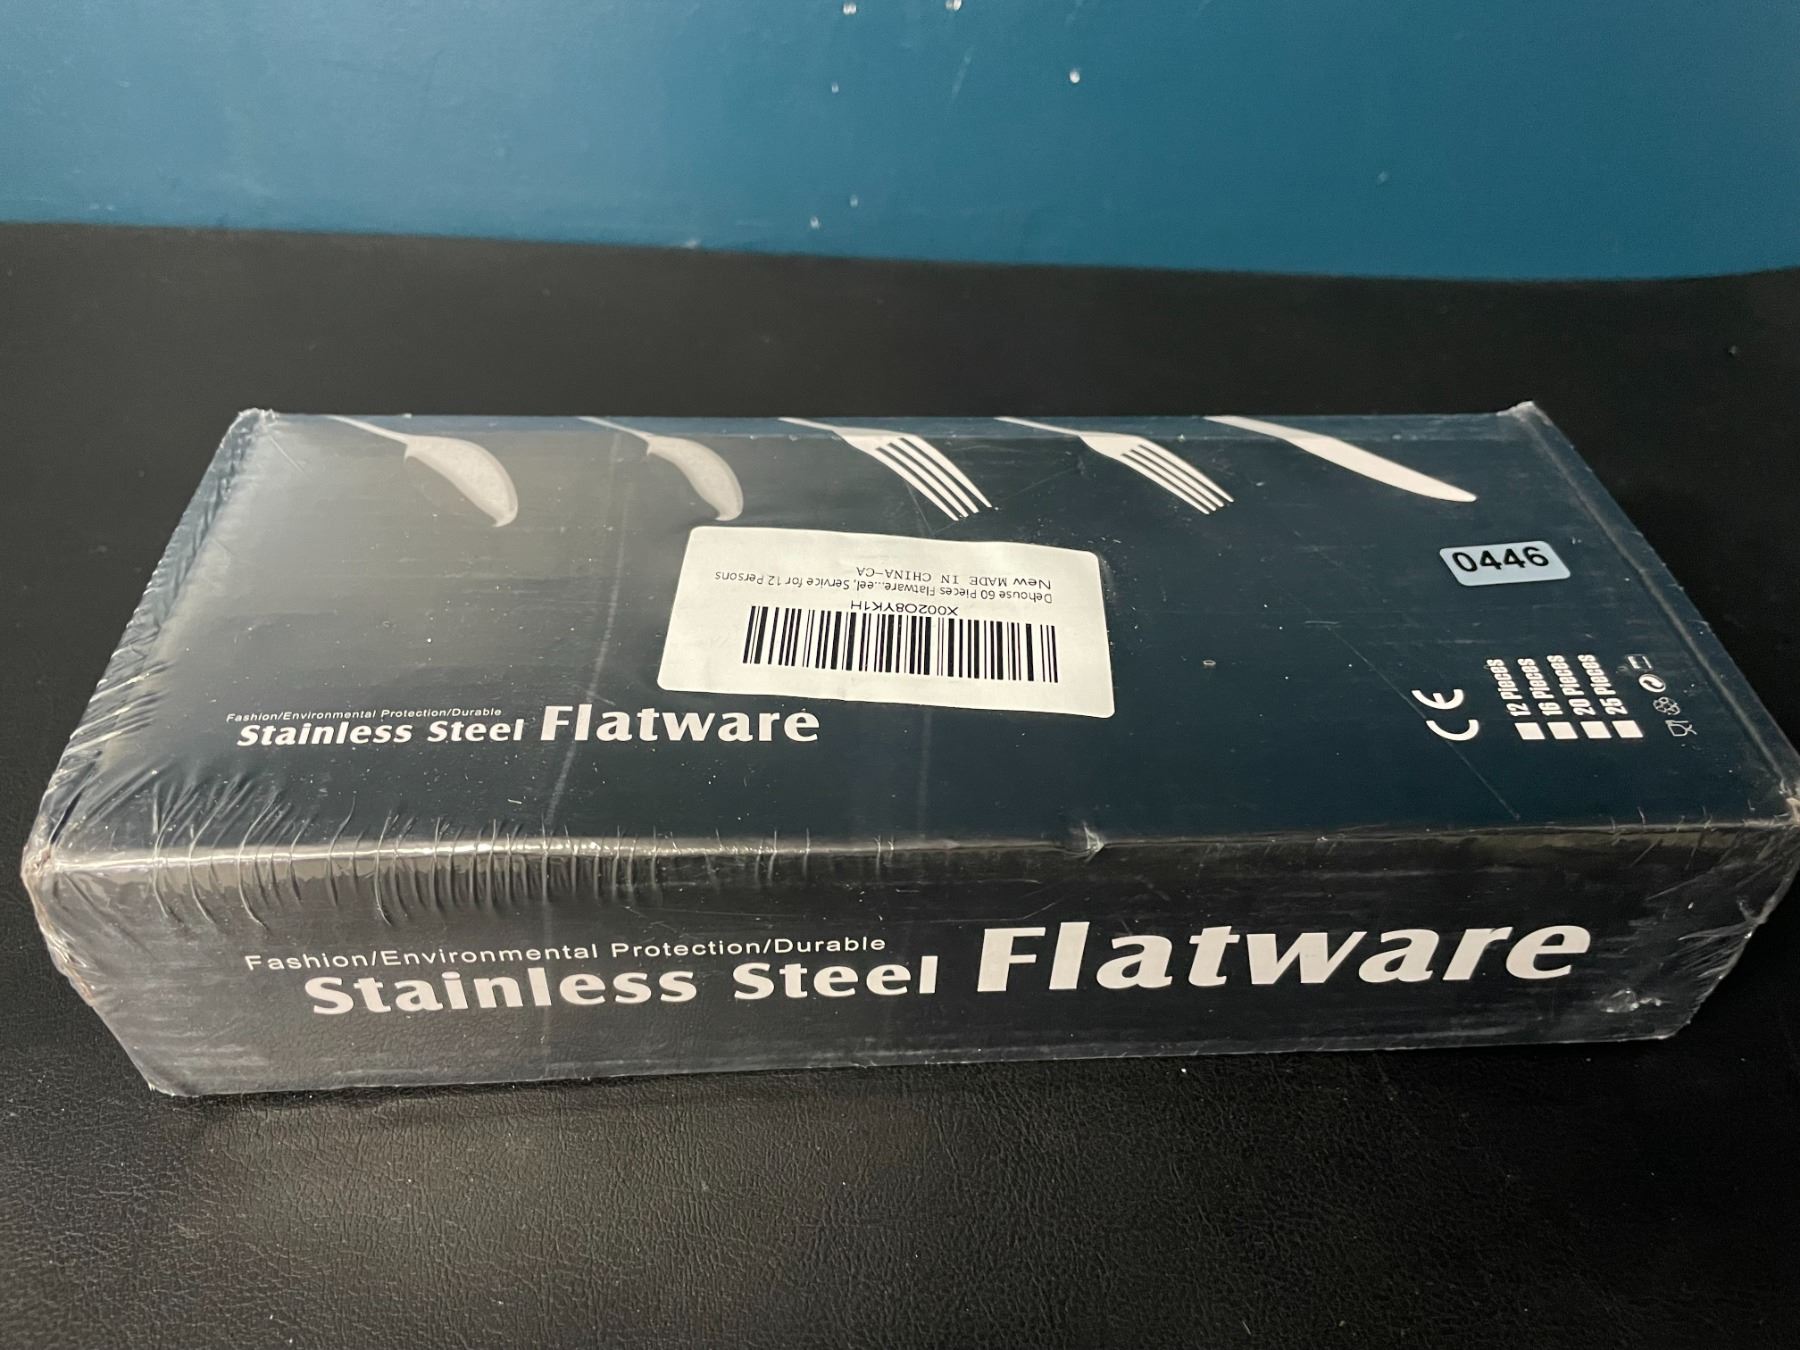 X002O8YK1H
Dehouse 60 Pieces Flatware...eel, Service for 12 Persons
New MADE IN CHINA-CA
0446
Fashion/Environmental Protection/Durable
Stainless Steel Flatware
CE
12 Pieces
16 Pieces
20 Pieces
25 Pieces
Fashion/Environmental Protection/Durable
Stainless Steel Flatware